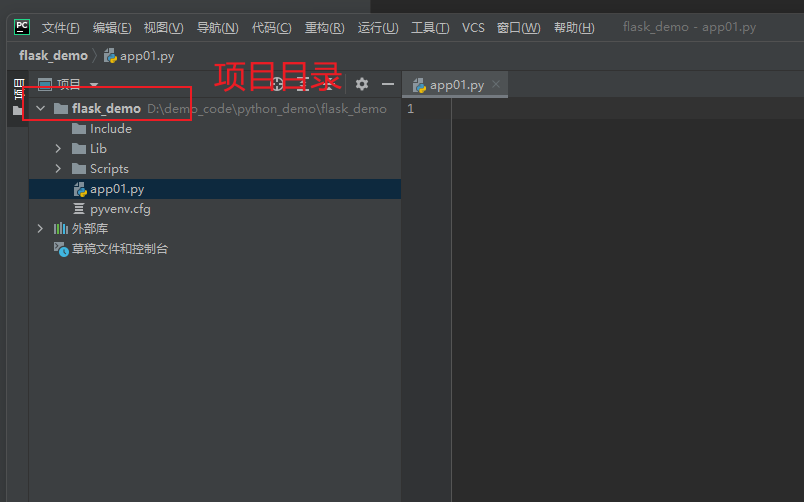 PC 文件(F) 编辑(E) 视图(V) 导航(N) 代码(C) 重构(R) 运行(U) 工具(T) VCS 窗口(W) 帮助(H) flask_demo - app01.py
flask_demo app01.py
项目
项目
项目目录
app01.py
flask_demo D:\demo_code\python_demo\flask_demo
1
Include
Lib
Scripts
app01.py
pyvenv.cfg
外部库
草稿文件和控制台